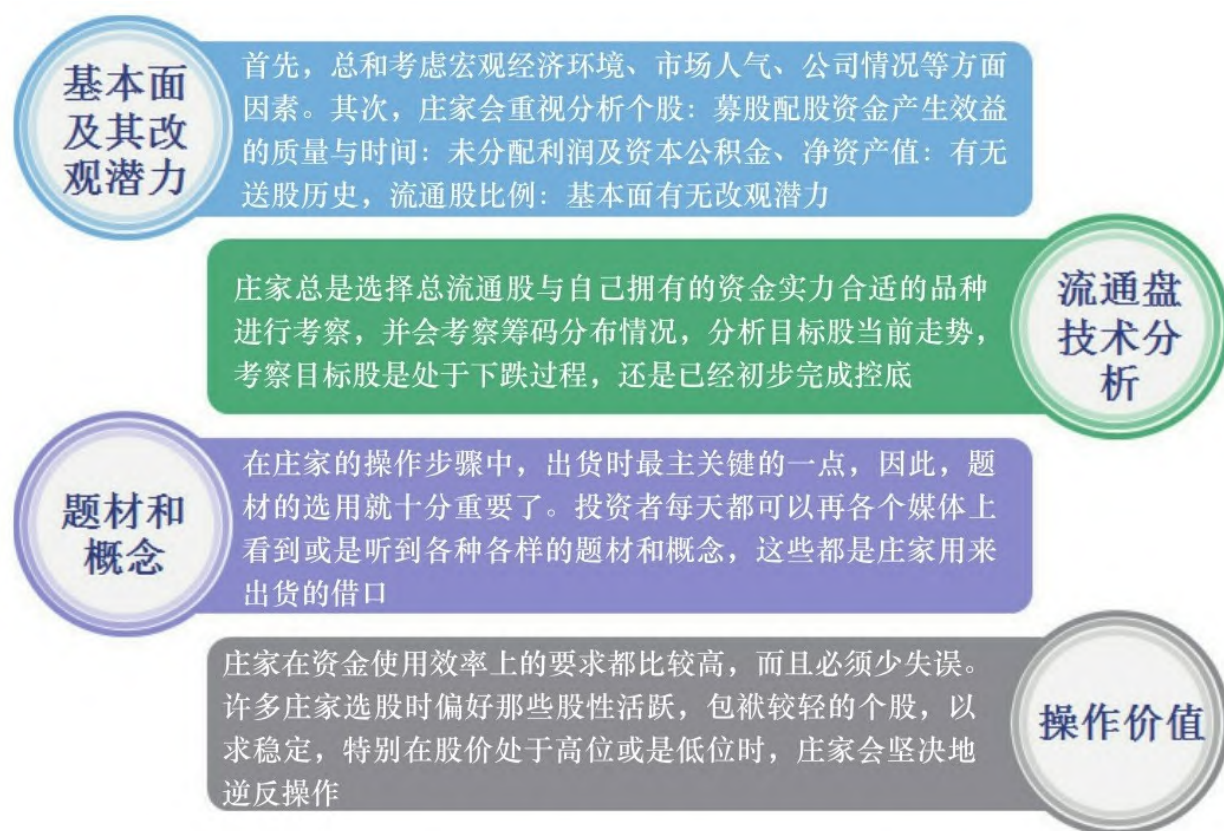 基本面
及其改
观潜力
首先，总和考虑宏观经济环境、市场人气、公司情况等方面
因素。其次，庄家会重视分析个股：募股配股资金产生效益
的质量与时间：未分配利润及资本公积金、净资产值：有无
送股历史，流通股比例：基本面有无改观潜力
庄家总是选择总流通股与自己拥有的资金实力合适的品种
进行考察，并会考察筹码分布情况，分析目标股当前走势，
考察目标股是处于下跌过程，还是已经初步完成控底
流通盘
技术分
析
题材和
概念
在庄家的操作步骤中，出货时最主关键的一点，因此，题
材的选用就十分重要了。投资者每天都可以再各个媒体上
看到或是听到各种各样的题材和概念，这些都是庄家用来
出货的借口
庄家在资金使用效率上的要求都比较高，而且必须少失误。
许多庄家选股时偏好那些股性活跃，包袱较轻的个股，以
求稳定，特别在股价处于高位或是低位时，庄家会坚决地
逆反操作
操作价值